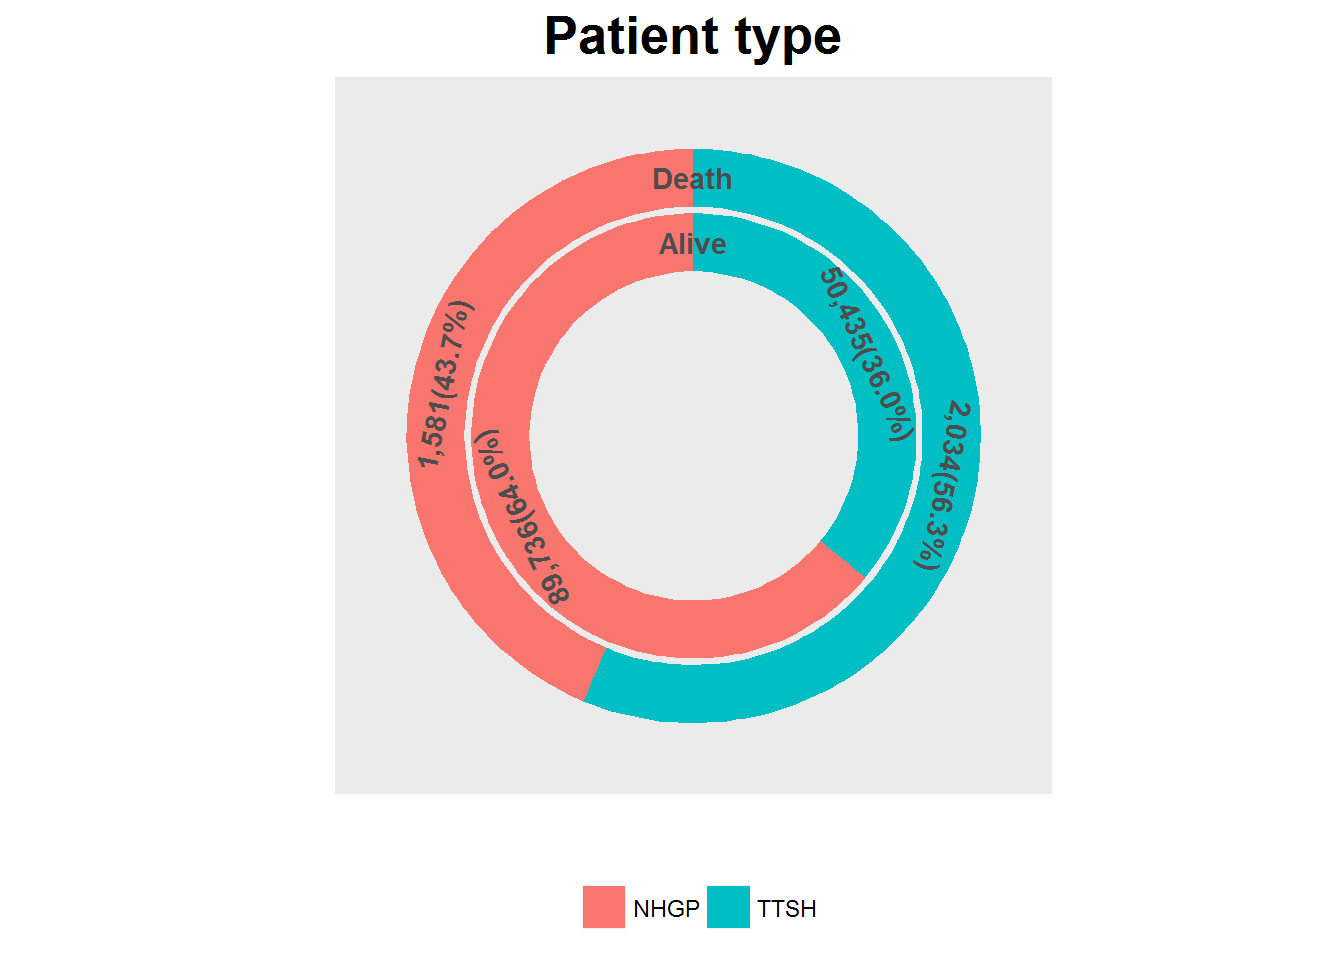 Patient type
Death
Alive
50,435(36.0%)
1,581(43.7%)
2,034(56.3%)
89,736(64.0%)
NHGP
TTSH